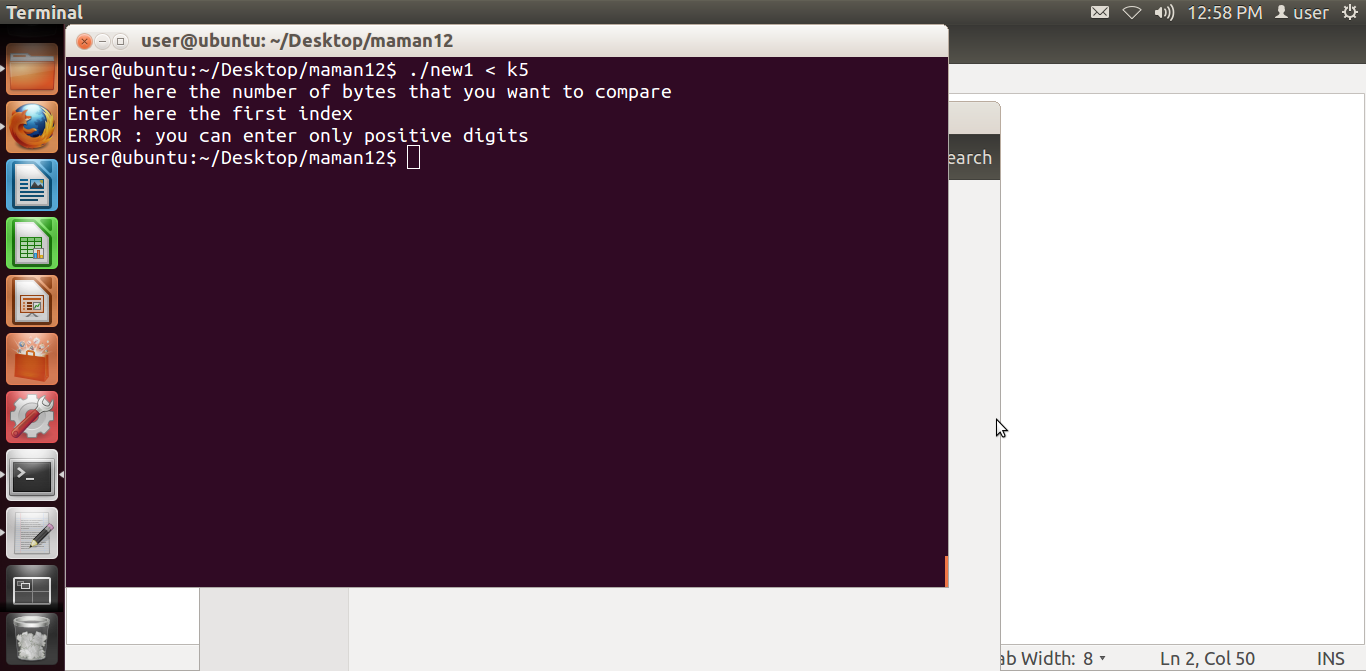 Terminal
12:58 PM user
user@ubuntu: ~/Desktop/maman12
user@ubuntu:~/Desktop/maman12$ ./new1 < k5
Enter here the number of bytes that you want to compare
Enter here the first index
ERROR : you can enter only positive digits
user@ubuntu:~/Desktop/maman12$
earch
ab Width: 8 Ln 2, Col 50 INS